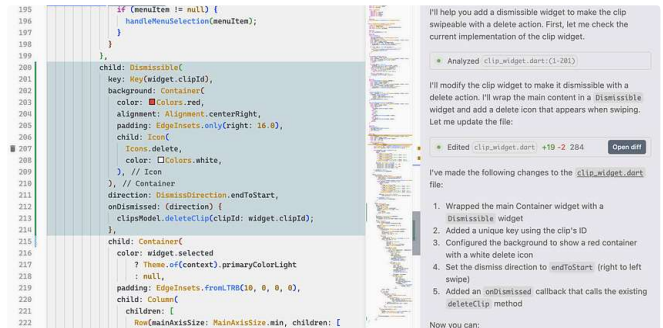 195 if (menuItem != null) {
196 handleMenuSelection(menuItem);
197 }
198 }
199 },
200 child: Dismissible(
201 key: Key(widget.clipId),
202 background: Container(
203 color: Colors.red,
204 alignment: Alignment.centerRight,
205 padding: EdgeInsets.only(right: 16.0),
206 child: Icon(
207 Icons.delete,
208 color: Colors.white,
209 ), // Icon
210 ), // Container
211 direction: DismissDirection.endToStart,
212 onDismissed: (direction) {
213 clipsModel.deleteClip(clipId: widget.clipId);
214 },
215 child: Container(
216 color: widget.selected
217 ? Theme.of(context).primaryColorLight
218 : null,
219 padding: EdgeInsets.fromLTRB(10, 0, 0, 0),
220 child: Column(
221 children: [
222 Row(mainAxisSize: MainAxisSize.min, children: [
I'll help you add a dismissible widget to make the clip
swipeable with a delete action. First, let me check the
current implementation of the clip widget.
Analyzed clip_widget.dart:(1-201)
I'll modify the clip widget to make it dismissible with a
delete action. I'll wrap the main content in a Dismissible
widget and add a delete icon that appears when swiping.
Let me update the file:
Edited clip_widget.dart +19 -2 284 Open diff
I've made the following changes to the clip_widget.dart
file:
1. Wrapped the main Container widget with a
Dismissible widget
2. Added a unique key using the clip's ID
3. Configured the background to show a red container
with a white delete icon
4. Set the dismiss direction to endToStart (right to left
swipe)
5. Added an onDismissed callback that calls the existing
deleteClip method
Now you can: